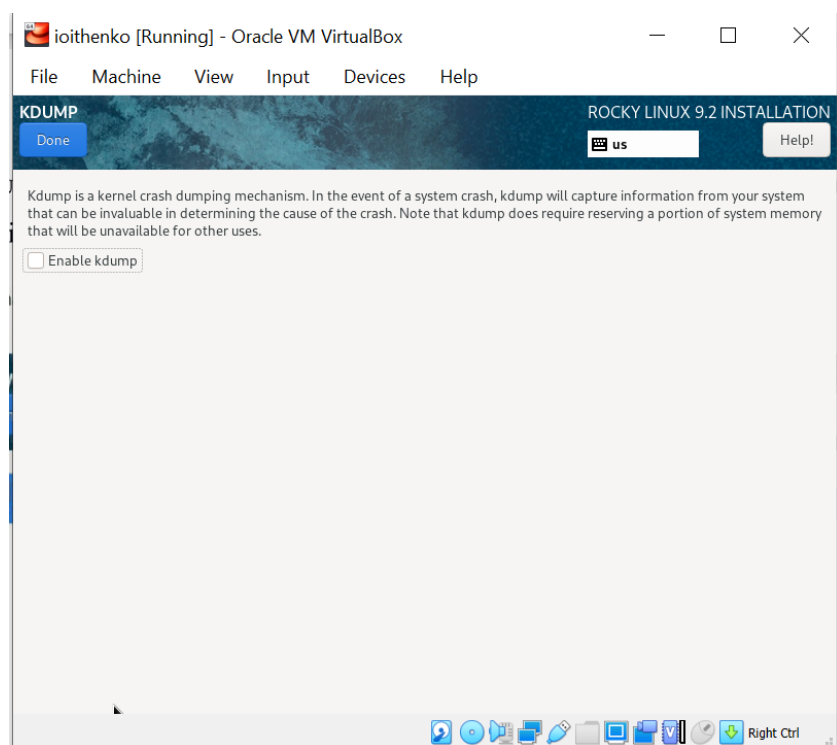 ioithenko [Running] - Oracle VM VirtualBox
File Machine View Input Devices Help
KDUMP
ROCKY LINUX 9.2 INSTALLATION
Done
us
Help!
Kdump is a kernel crash dumping mechanism. In the event of a system crash, kdump will capture information from your system
that can be invaluable in determining the cause of the crash. Note that kdump does require reserving a portion of system memory
that will be unavailable for other uses.
Enable kdump
Right Ctrl